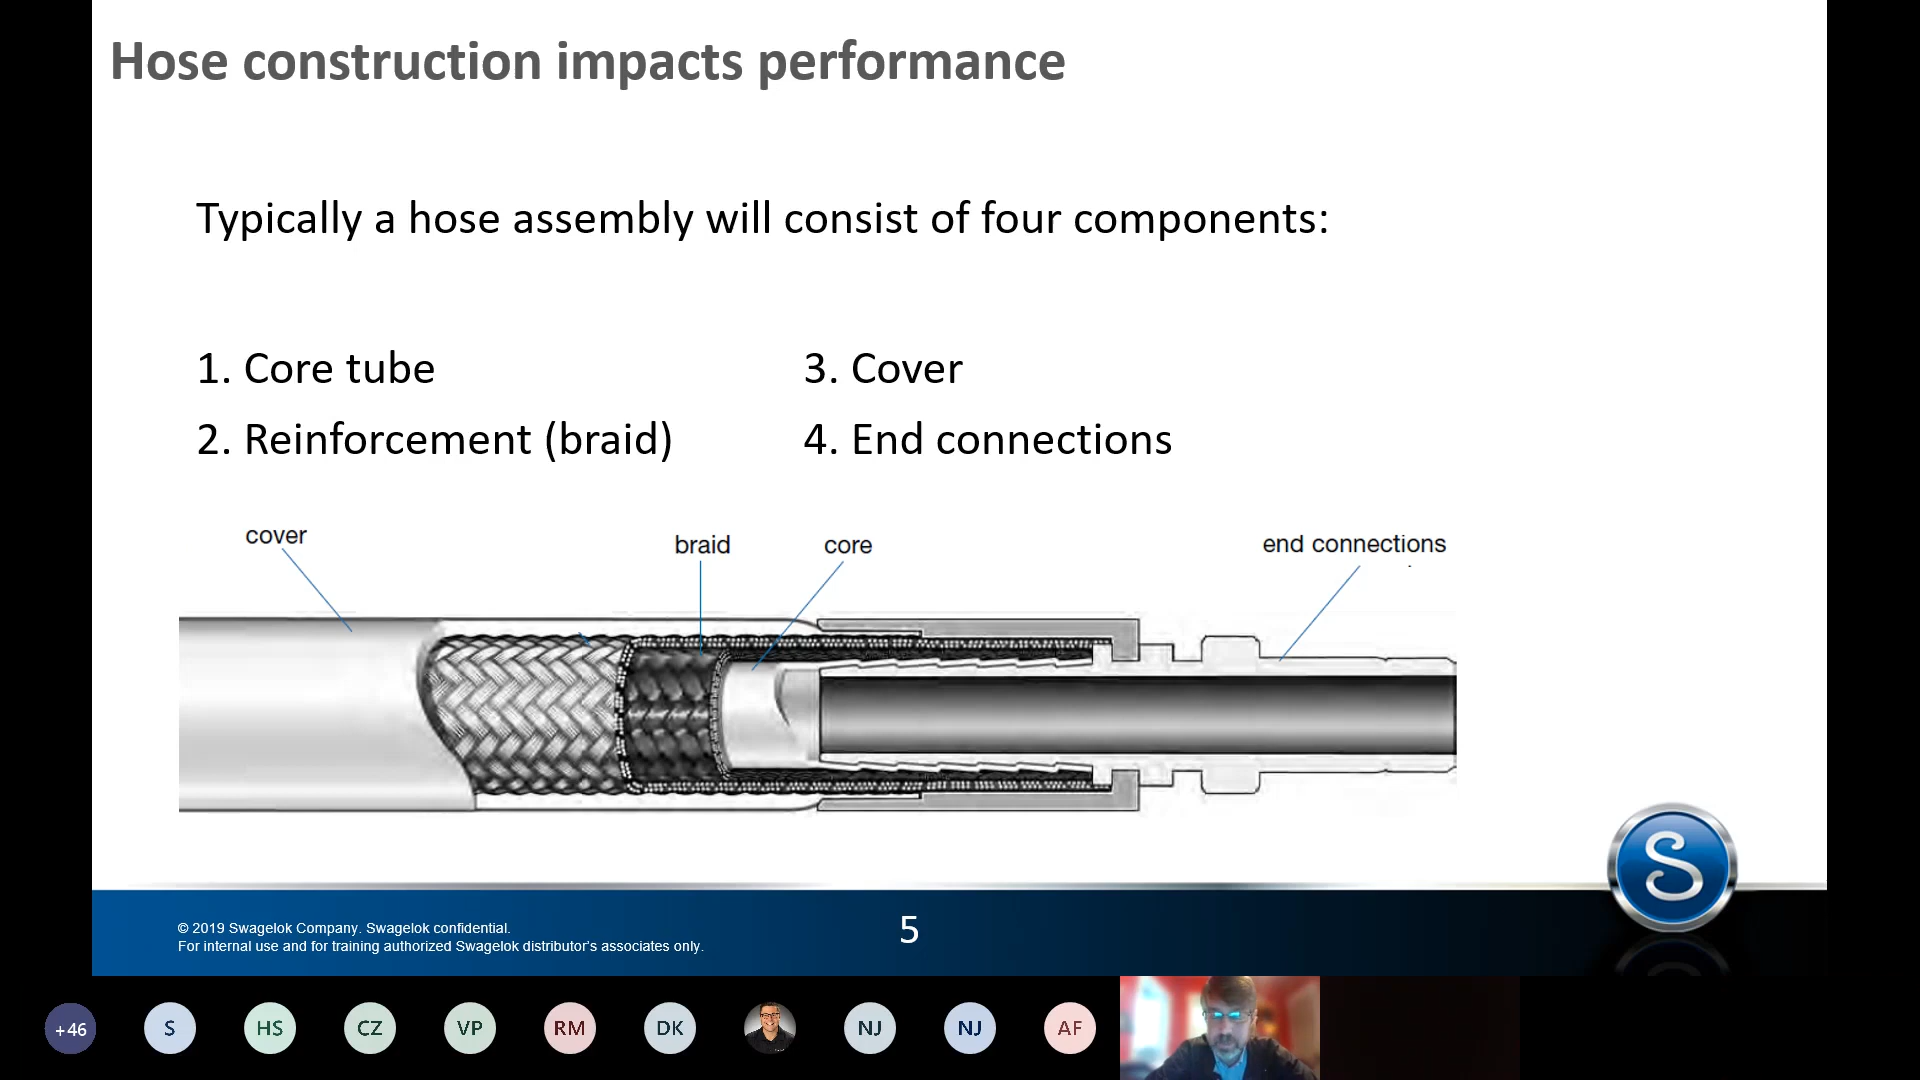 Hose construction impacts performance
Typically a hose assembly will consist of four components:
1. Core tube
2. Reinforcement (braid)
3. Cover
4. End connections
cover
braid
core
end connections
S
© 2019 Swagelok Company. Swagelok confidential.
For internal use and for training authorized Swagelok distributor's associates only.
5
+46
S
HS
CZ
VP
RM
DK
NJ
NJ
AF